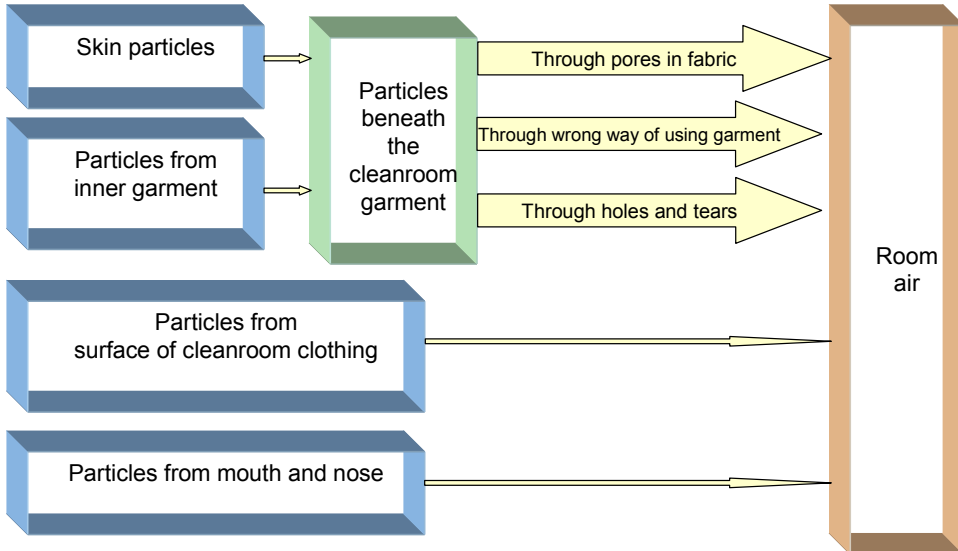 Skin particles
Particles from
inner garment
Particles
beneath
the
cleanroom
garment
Through pores in fabric
Through wrong way of using garment
Through holes and tears
Particles from
surface of cleanroom clothing
Particles from mouth and nose
Room
air